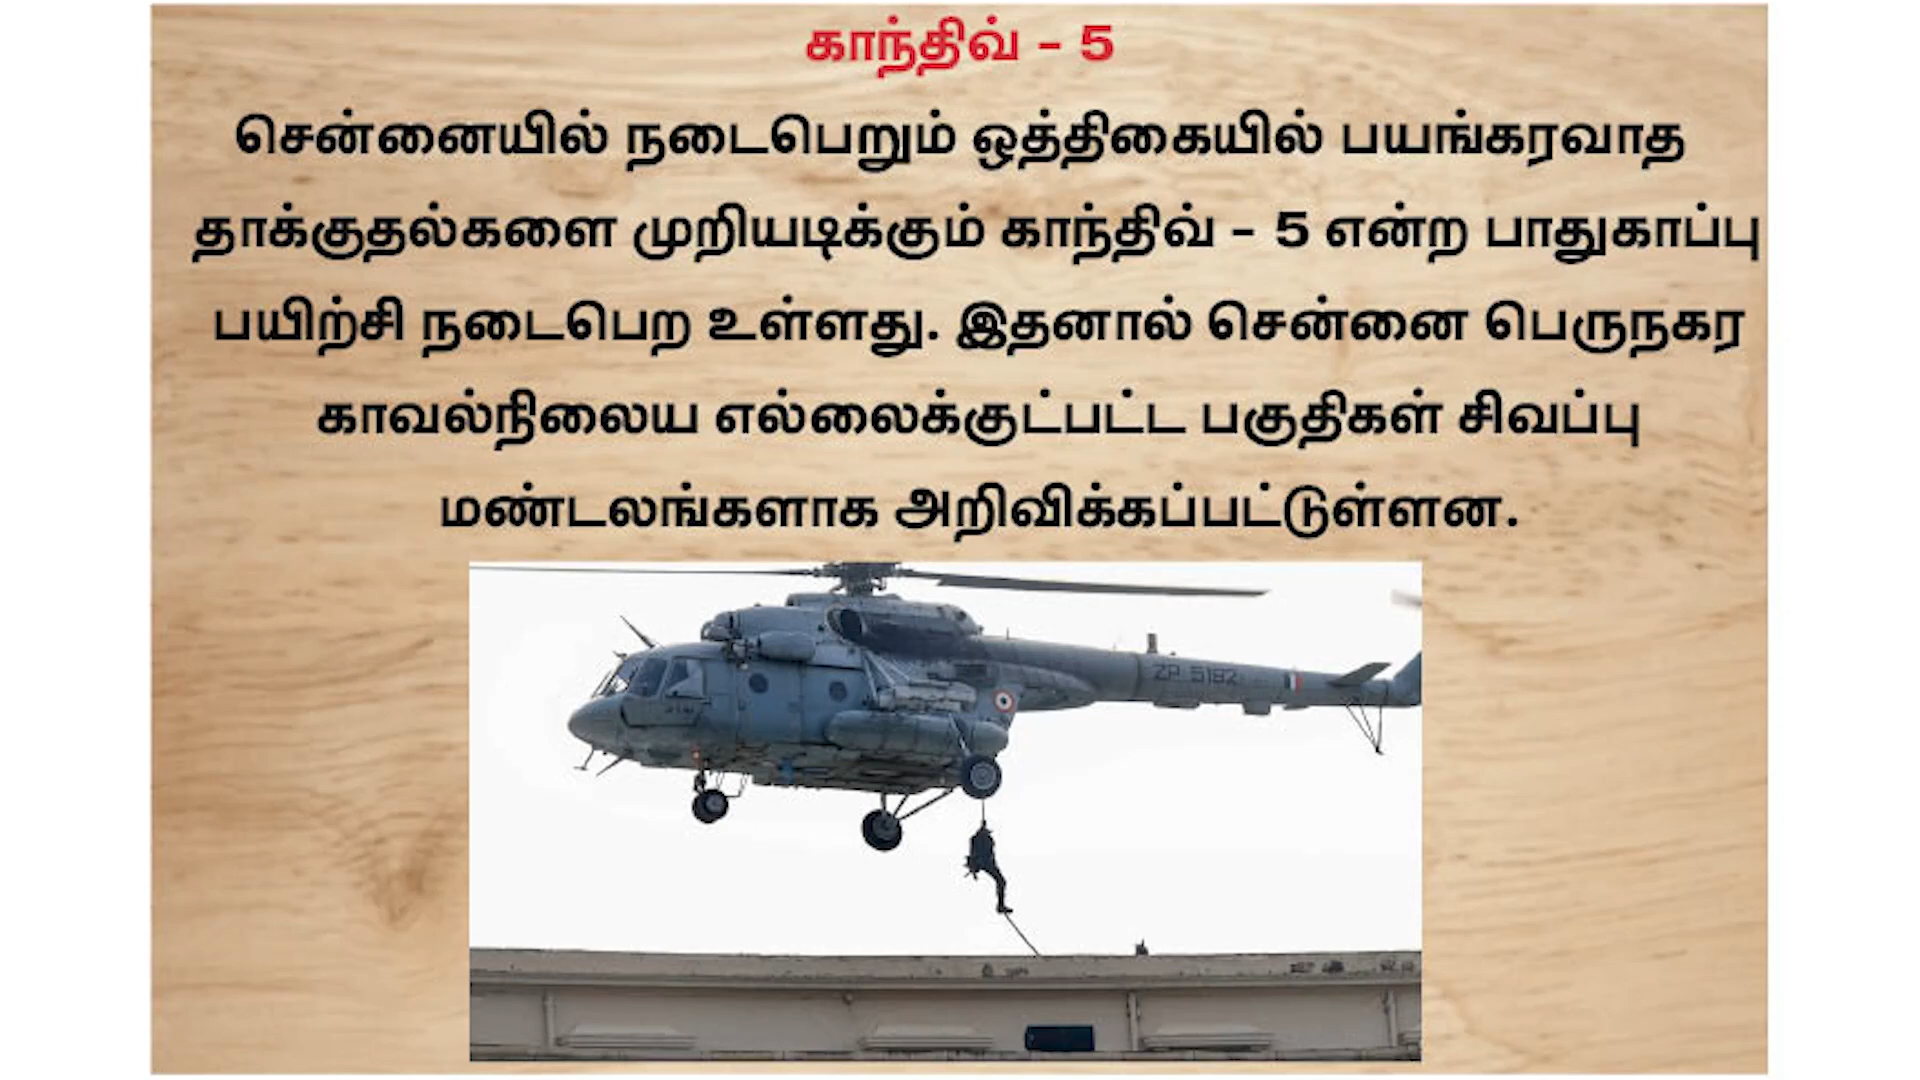 காந்திவ் - 5
சென்னையில் நடைபெறும் ஒத்திகையில் பயங்கரவாத
தாக்குதல்களை முறியடிக்கும் காந்திவ் - 5 என்ற பாதுகாப்பு
பயிற்சி நடைபெற உள்ளது. இதனால் சென்னை பெருநகர
காவல்நிலைய எல்லைக்குட்பட்ட பகுதிகள் சிவப்பு
மண்டலங்களாக அறிவிக்கப்பட்டுள்ளன.
ZP 5182